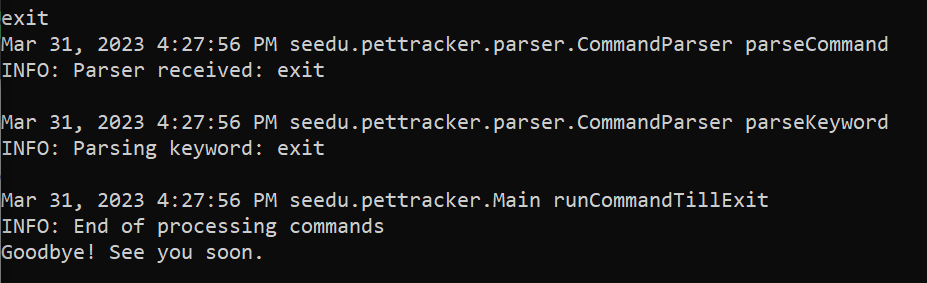 exit
Mar 31, 2023 4:27:56 PM seedu.pettracker.parser.CommandParser parseCommand
INFO: Parser received: exit
Mar 31, 2023 4:27:56 PM seedu.pettracker.parser.CommandParser parseKeyword
INFO: Parsing keyword: exit
Mar 31, 2023 4:27:56 PM seedu.pettracker.Main runCommandTillExit
INFO: End of processing commands
Goodbye! See you soon.